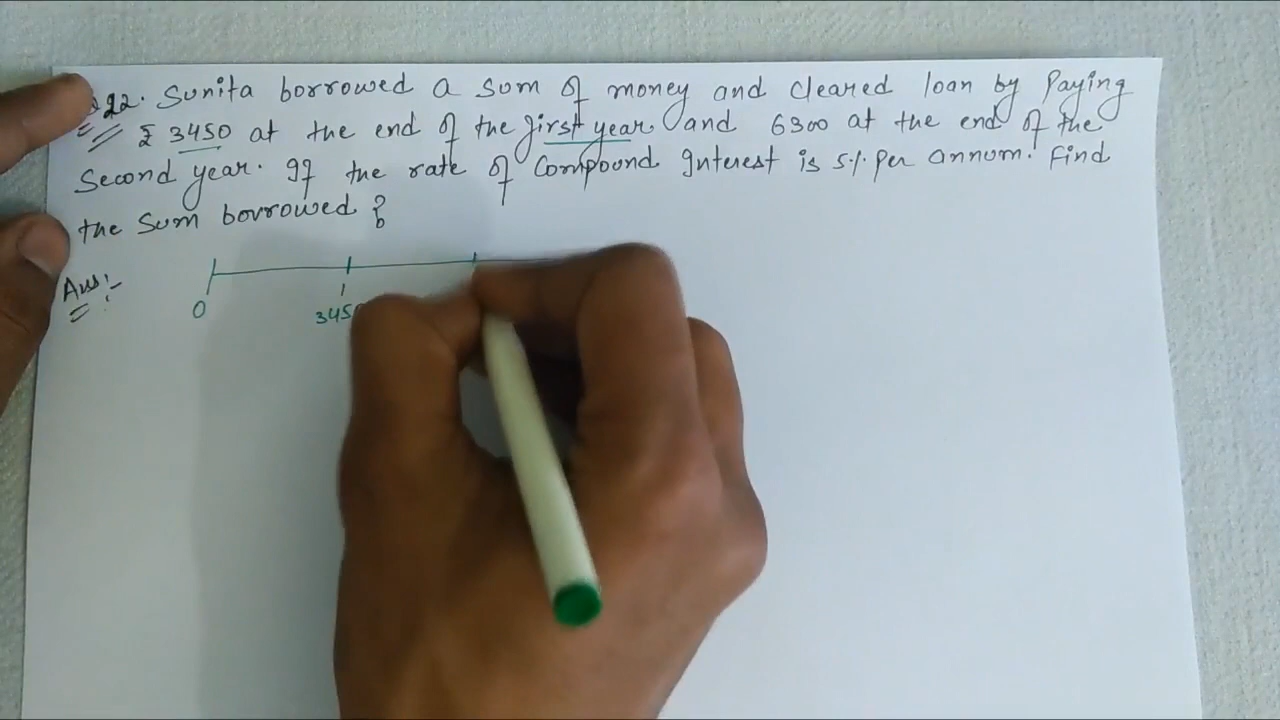 22. Sunita borrowed a sum of money and cleared loan by Paying
₹ 3450 at the end of the first year and 6300 at the end of the
Second year. If the rate of Compound Interest is 5% Per annum. Find
the Sum borrowed ?
Ans:-
0 1
345